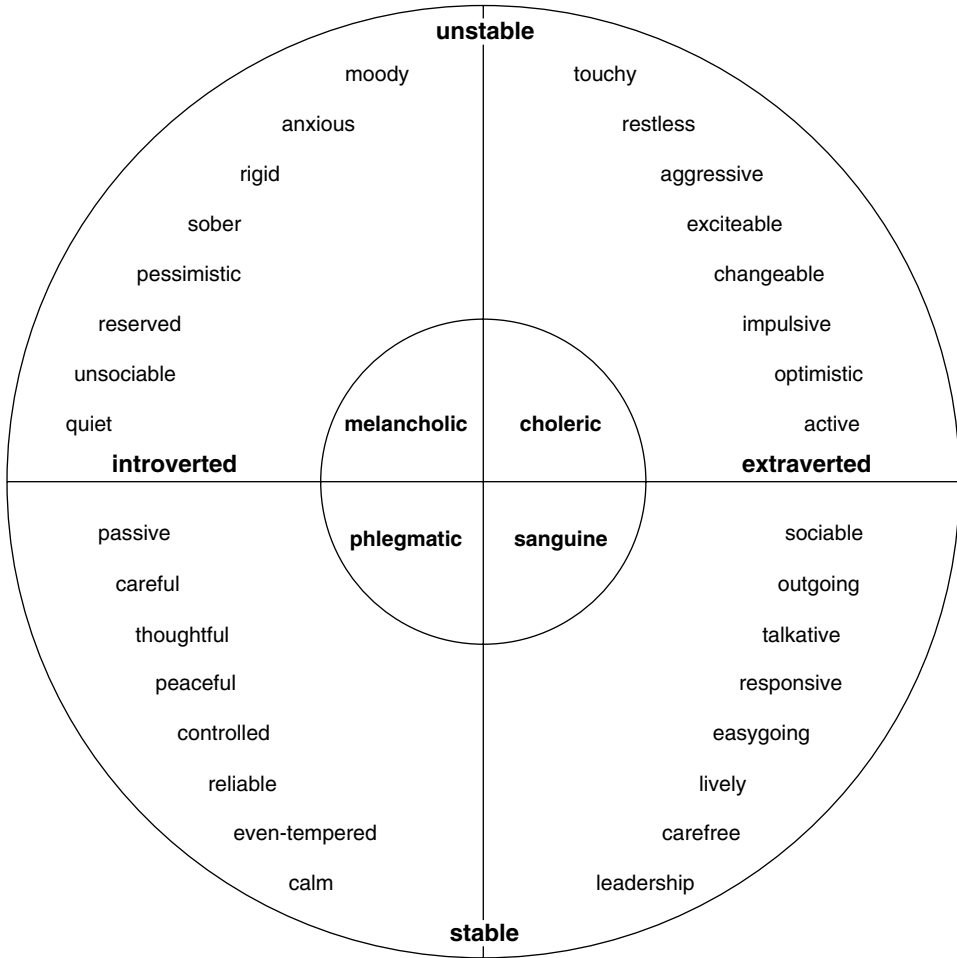 unstable
moody touchy
anxious restless
rigid aggressive
sober exciteable
pessimistic changeable
reserved impulsive
unsociable optimistic
quiet melancholic choleric active
introverted extraverted
passive phlegmatic sanguine sociable
careful outgoing
thoughtful talkative
peaceful responsive
controlled easygoing
reliable lively
even-tempered carefree
calm leadership
stable